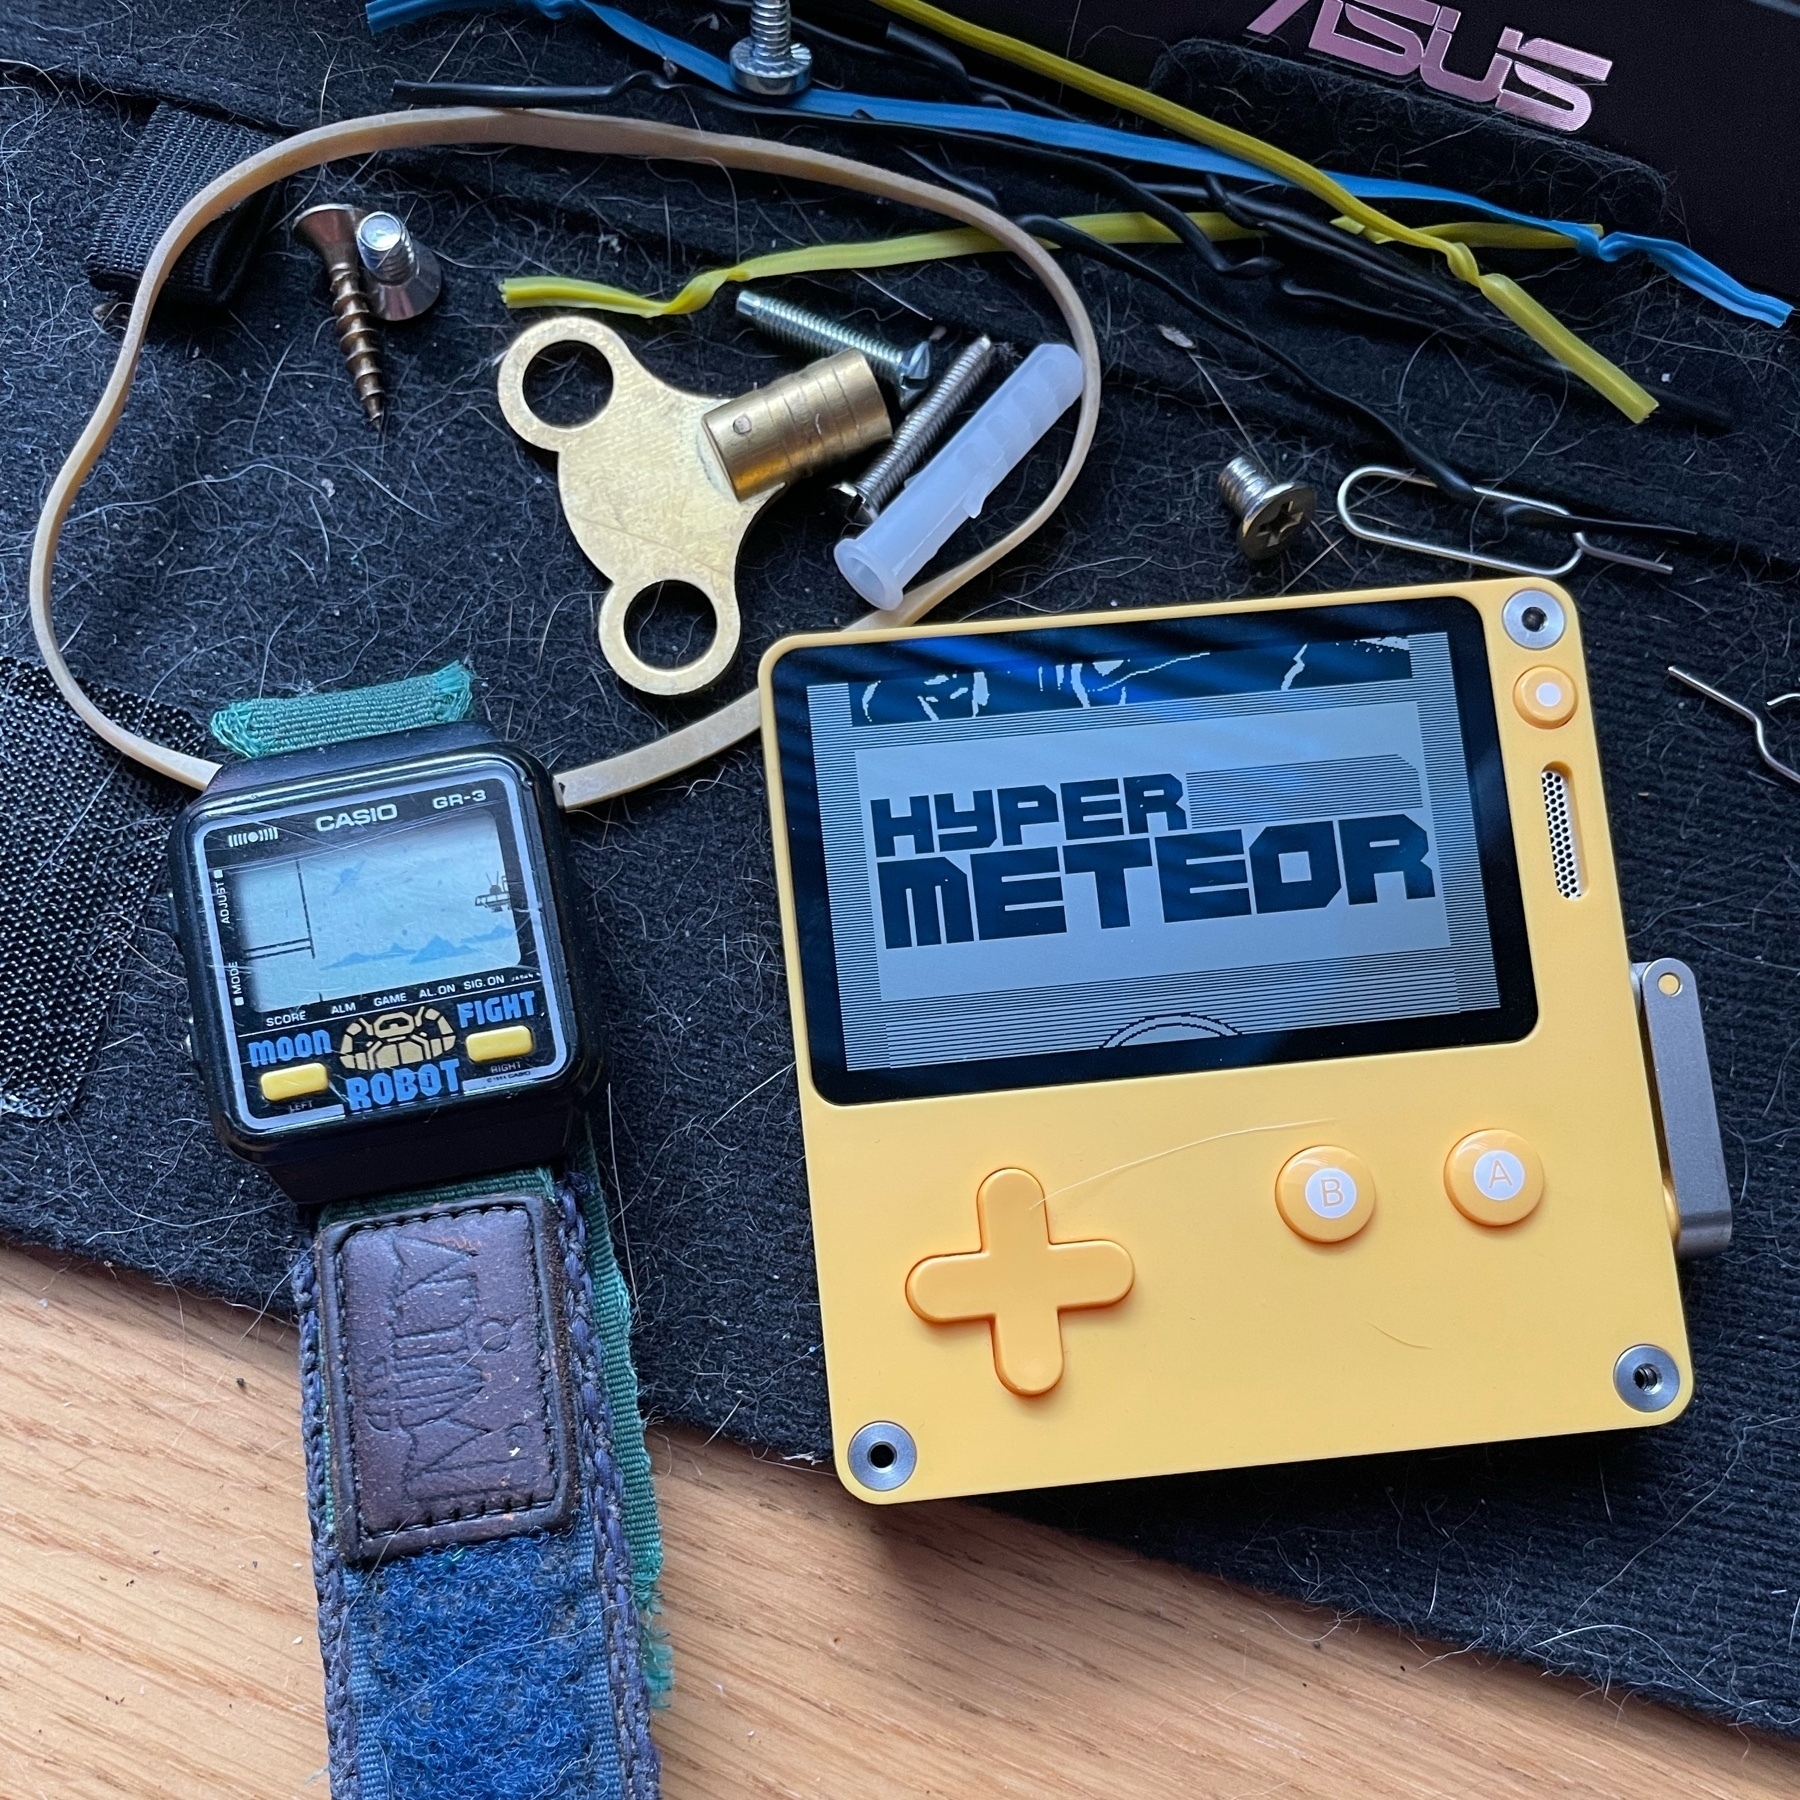 ASUS
CASIO GR-3
ADJUST
MODE
SCORE ALM GAME AL.ON SIG.ON
MOON FIGHT
ROBOT
LEFT
RIGHT
HYPER
METEOR
B A